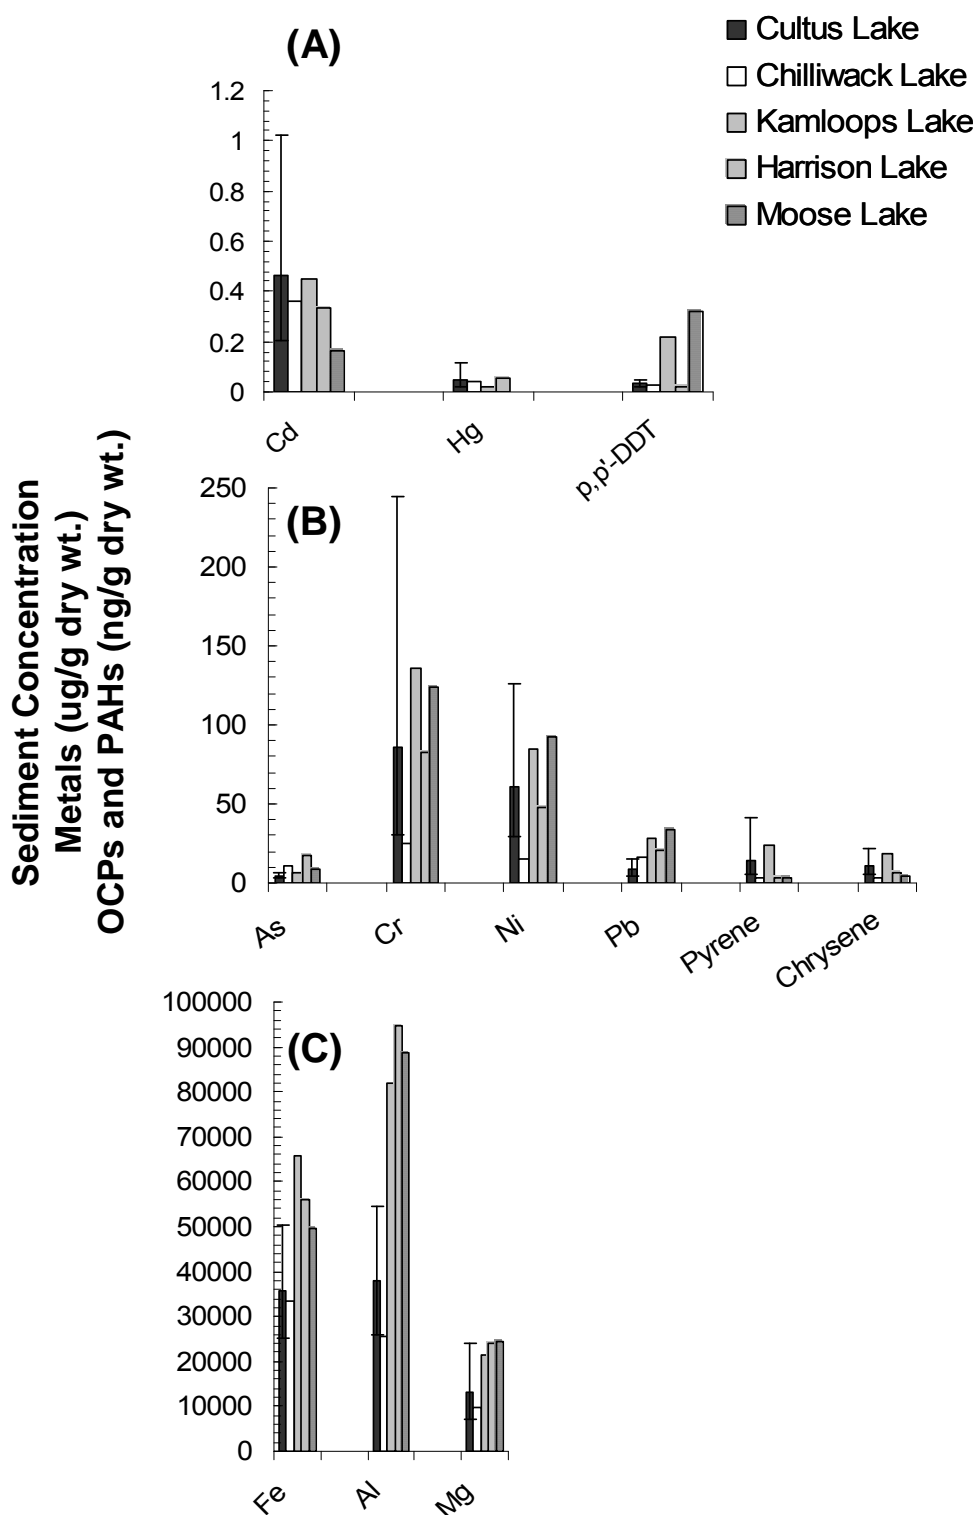 Cultus Lake
Chilliwack Lake
Kamloops Lake
Harrison Lake
Moose Lake
(A)
1.2
1
0.8
0.6
0.4
0.2
0
Cd
Hg
p,p'-DDT
Sediment Concentration
Metals (ug/g dry wt.)
OCPs and PAHs (ng/g dry wt.)
(B)
250
200
150
100
50
0
As
Cr
Ni
Pb
Pyrene
Chrysene
(C)
100000
90000
80000
70000
60000
50000
40000
30000
20000
10000
0
Fe
Al
Mg